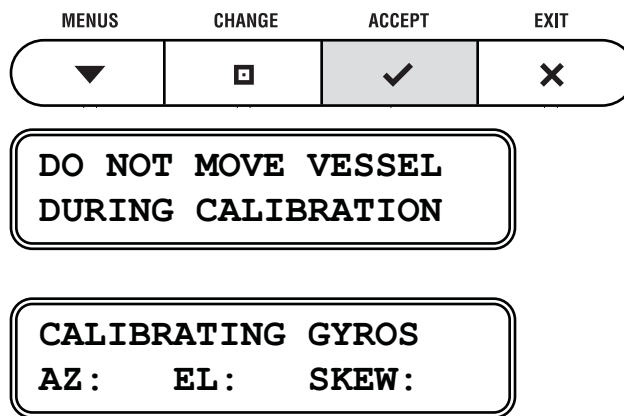 MENUS CHANGE ACCEPT EXIT
DO NOT MOVE VESSEL
DURING CALIBRATION
CALIBRATING GYROS
AZ: EL: SKEW: